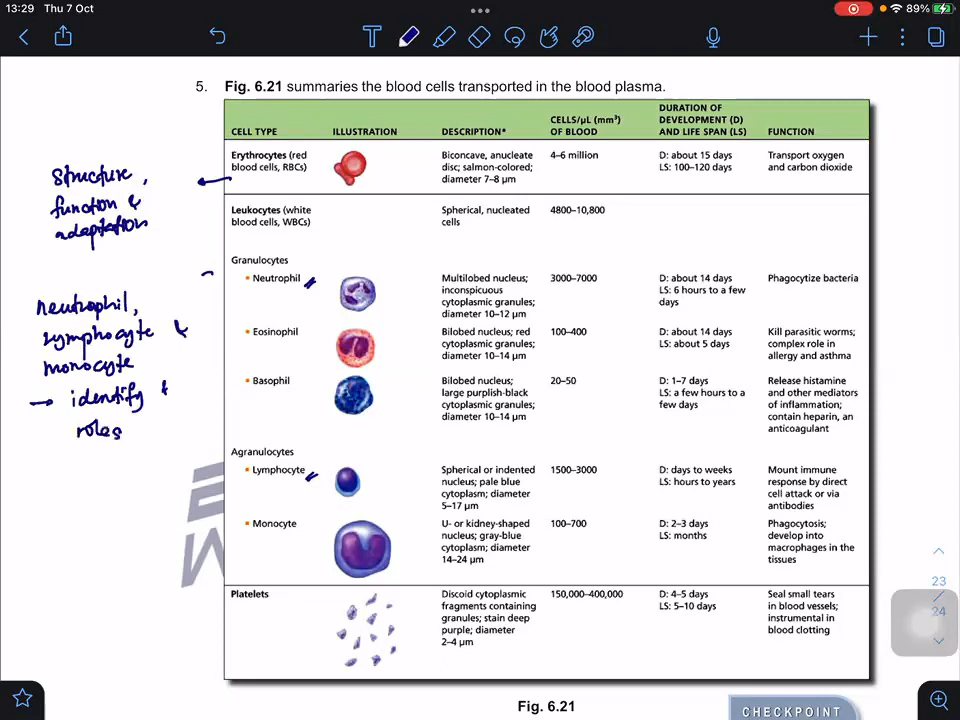 13:29 Thu 7 Oct
89%
5. Fig. 6.21 summaries the blood cells transported in the blood plasma.
CELL TYPE ILLUSTRATION DESCRIPTION* CELLS/µL (mm³) OF BLOOD DURATION OF DEVELOPMENT (D) AND LIFE SPAN (LS) FUNCTION
Erythrocytes (red Biconcave, anucleate 4–6 million D: about 15 days Transport oxygen
blood cells, RBCs) disc; salmon-colored; LS: 100–120 days and carbon dioxide
diameter 7–8 µm
Leukocytes (white Spherical, nucleated 4800–10,800
blood cells, WBCs) cells
Granulocytes
• Neutrophil Multilobed nucleus; 3000–7000 D: about 14 days Phagocytize bacteria
inconspicuous LS: 6 hours to a few
cytoplasmic granules; days
diameter 10–12 µm
• Eosinophil Bilobed nucleus; red 100–400 D: about 14 days Kill parasitic worms;
cytoplasmic granules; LS: about 5 days complex role in
diameter 10–14 µm allergy and asthma
• Basophil Bilobed nucleus; 20–50 D: 1–7 days Release histamine
large purplish-black LS: a few hours to a and other mediators
cytoplasmic granules; few days of inflammation;
diameter 10–14 µm contain heparin, an
anticoagulant
Agranulocytes
• Lymphocyte Spherical or indented 1500–3000 D: days to weeks Mount immune
nucleus; pale blue LS: hours to years response by direct
cytoplasm; diameter cell attack or via
5–17 µm antibodies
• Monocyte U- or kidney-shaped 100–700 D: 2–3 days Phagocytosis;
nucleus; gray-blue LS: months develop into
cytoplasm; diameter macrophages in the
14–24 µm tissues
Platelets Discoid cytoplasmic 150,000–400,000 D: 4–5 days Seal small tears
fragments containing LS: 5–10 days in blood vessels;
granules; stain deep instrumental in
purple; diameter blood clotting
2–4 µm
structure,
function &
adaptation
neutrophil,
lymphocyte &
monocyte
→ identify &
roles
23
/
24
Fig. 6.21
CHECKPOINT